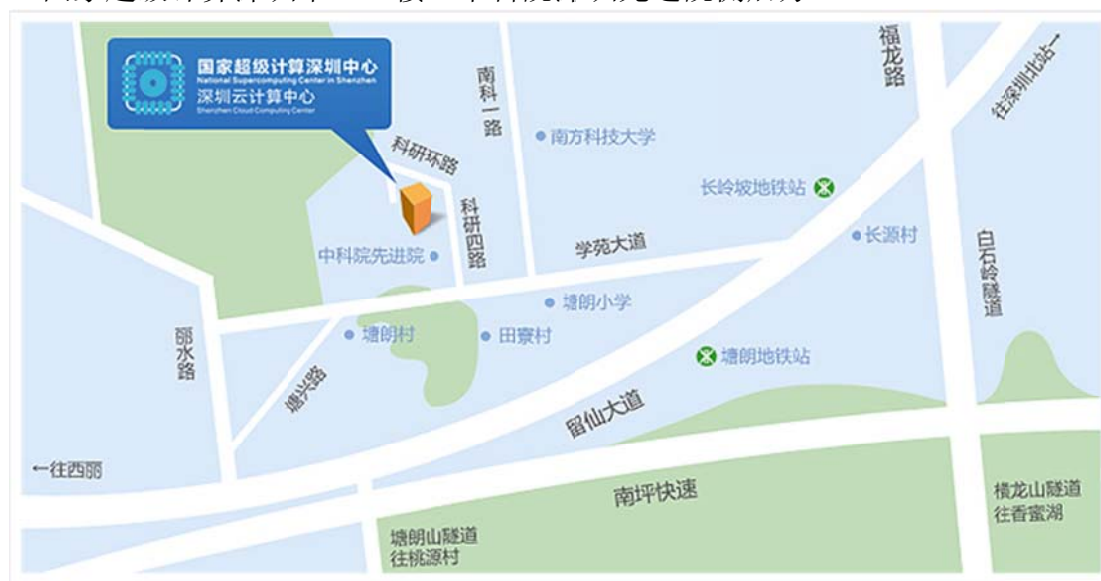 国家超级计算深圳中心
National Supercomputing Center in Shenzhen
深圳云计算中心
Shenzhen Cloud Computing Center
南科一路
福龙路
往深圳北站→
南方科技大学
科研环路
长岭坡地铁站
科研四路
长源村
白石岭隧道
学苑大道
中科院先进院
塘朗小学
丽水路
塘朗村
田寮村
塘朗地铁站
塘兴路
留仙大道
←往西丽
南坪快速
横龙山隧道
往香蜜湖
塘朗山隧道
往桃源村